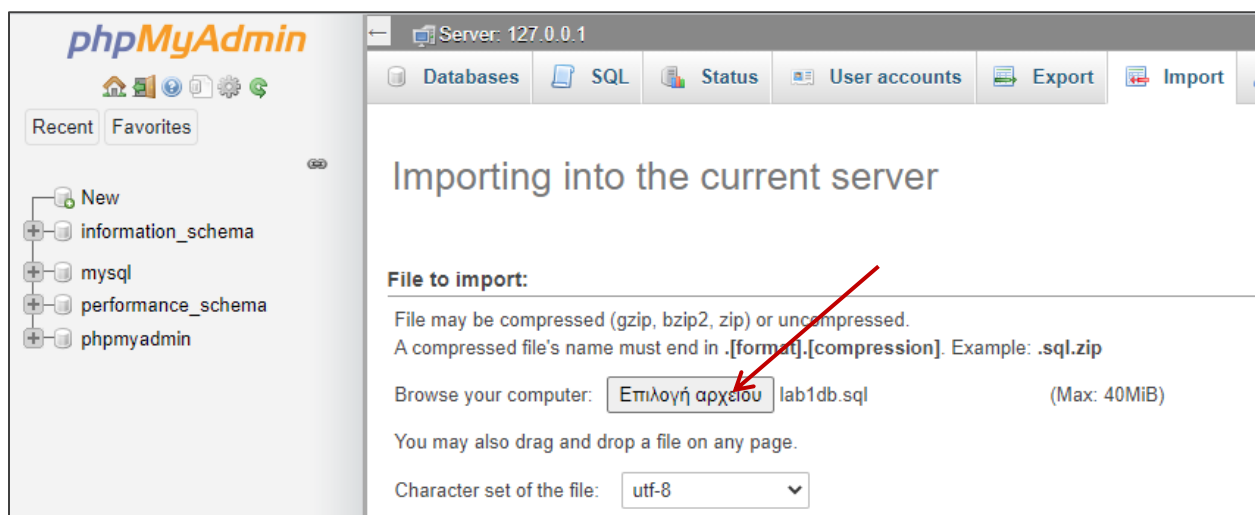 phpMyAdmin
Recent Favorites
New
information_schema
mysql
performance_schema
phpmyadmin
Server: 127.0.0.1
Databases SQL Status User accounts Export Import
Importing into the current server
File to import:
File may be compressed (gzip, bzip2, zip) or uncompressed.
A compressed file's name must end in .[format].[compression]. Example: .sql.zip
Browse your computer: Επιλογή αρχείου lab1db.sql (Max: 40MiB)
You may also drag and drop a file on any page.
Character set of the file: utf-8